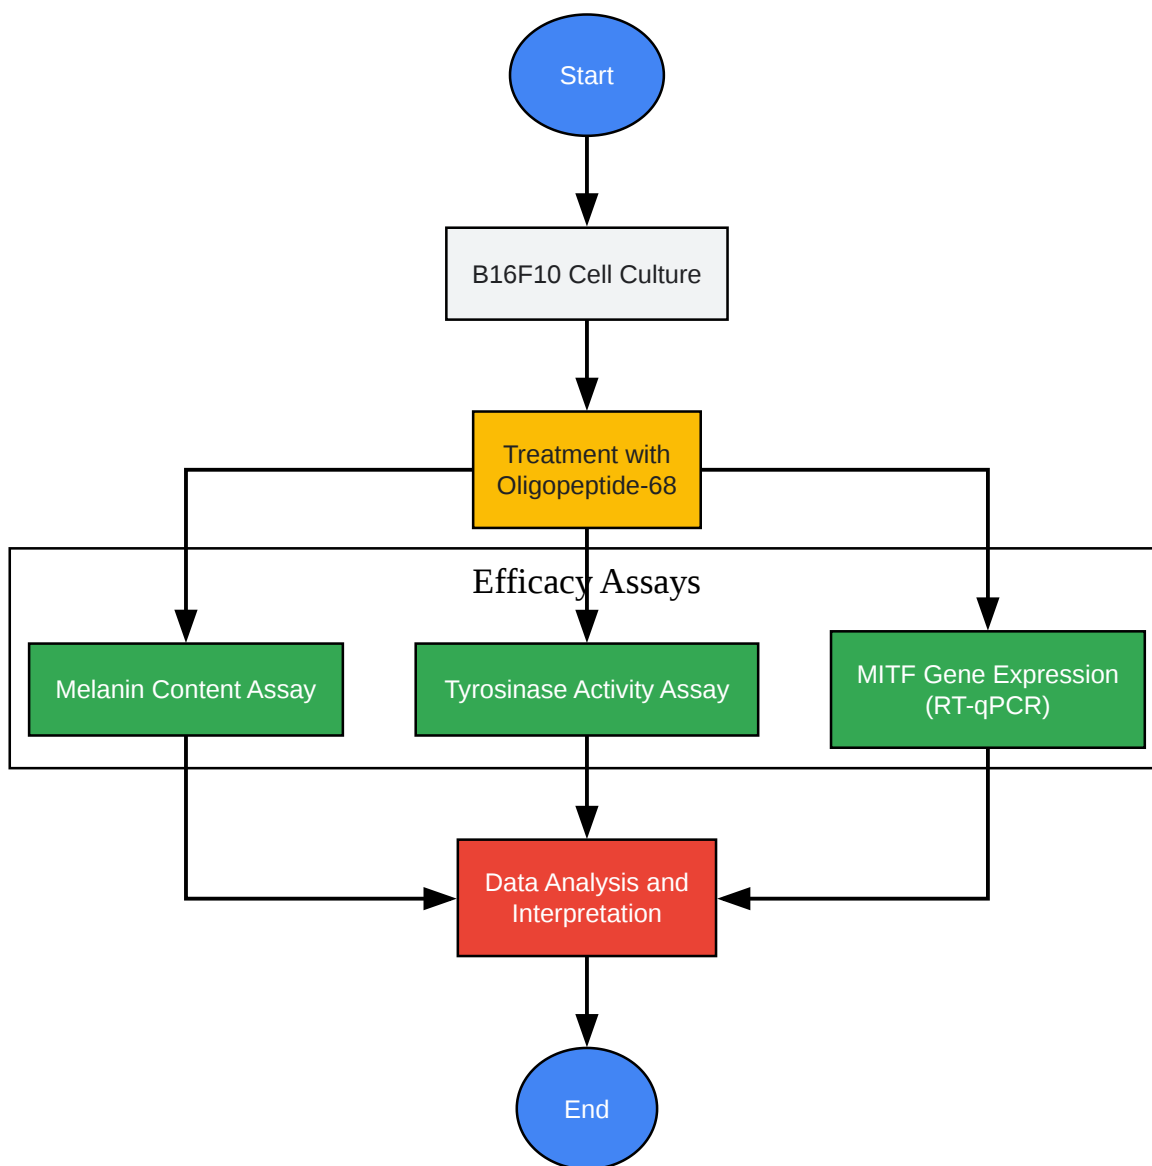 Start
B16F10 Cell Culture
Treatment with
Oligopeptide-68
Efficacy Assays
Melanin Content Assay
Tyrosinase Activity Assay
MITF Gene Expression
(RT-qPCR)
Data Analysis and
Interpretation
End